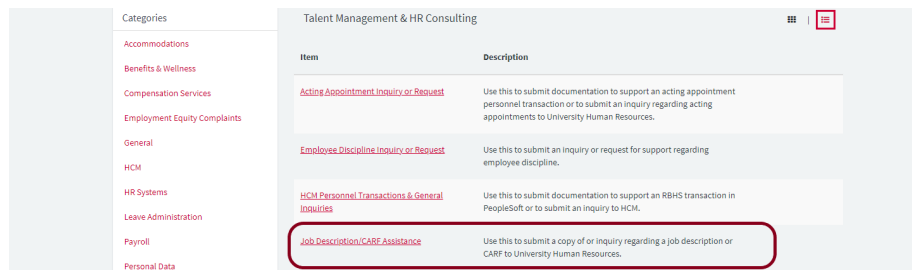 Categories
Accommodations
Benefits & Wellness
Compensation Services
Employment Equity Complaints
General
HCM
HR Systems
Leave Administration
Payroll
Personal Data
Talent Management & HR Consulting
|
Item Description
Acting Appointment Inquiry or Request Use this to submit documentation to support an acting appointment
personnel transaction or to submit an inquiry regarding acting
appointments to University Human Resources.
Employee Discipline Inquiry or Request Use this to submit an inquiry or request for support regarding
employee discipline.
HCM Personnel Transactions & General Use this to submit documentation to support an RBHS transaction in
Inquiries PeopleSoft or to submit an inquiry to HCM.
Job Description/CARF Assistance Use this to submit a copy of or inquiry regarding a job description or
CARF to University Human Resources.